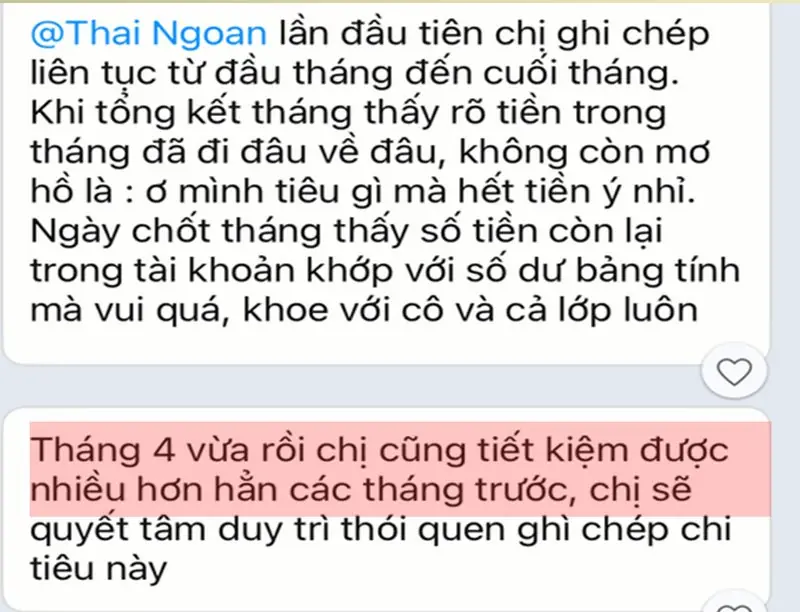 @Thai Ngoan lần đầu tiên chị ghi chép
liên tục từ đầu tháng đến cuối tháng.
Khi tổng kết tháng thấy rõ tiền trong
tháng đã đi đâu về đâu, không còn mơ
hồ là : ơ mình tiêu gì mà hết tiền ý nhỉ.
Ngày chốt tháng thấy số tiền còn lại
trong tài khoản khớp với số dư bảng tính
mà vui quá, khoe với cô và cả lớp luôn
Tháng 4 vừa rồi chị cũng tiết kiệm được
nhiều hơn hẳn các tháng trước, chị sẽ
quyết tâm duy trì thói quen ghì chép chi
tiêu này